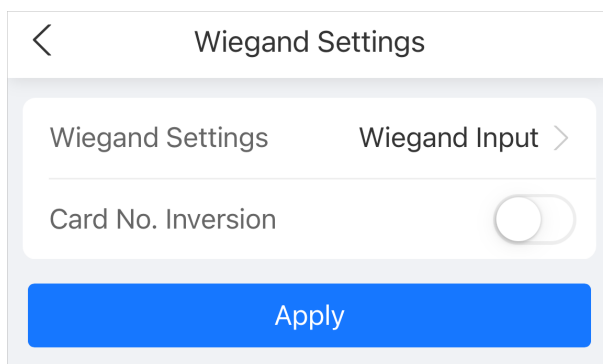 Wiegand Settings
Wiegand Settings Wiegand Input
Card No. Inversion
Apply